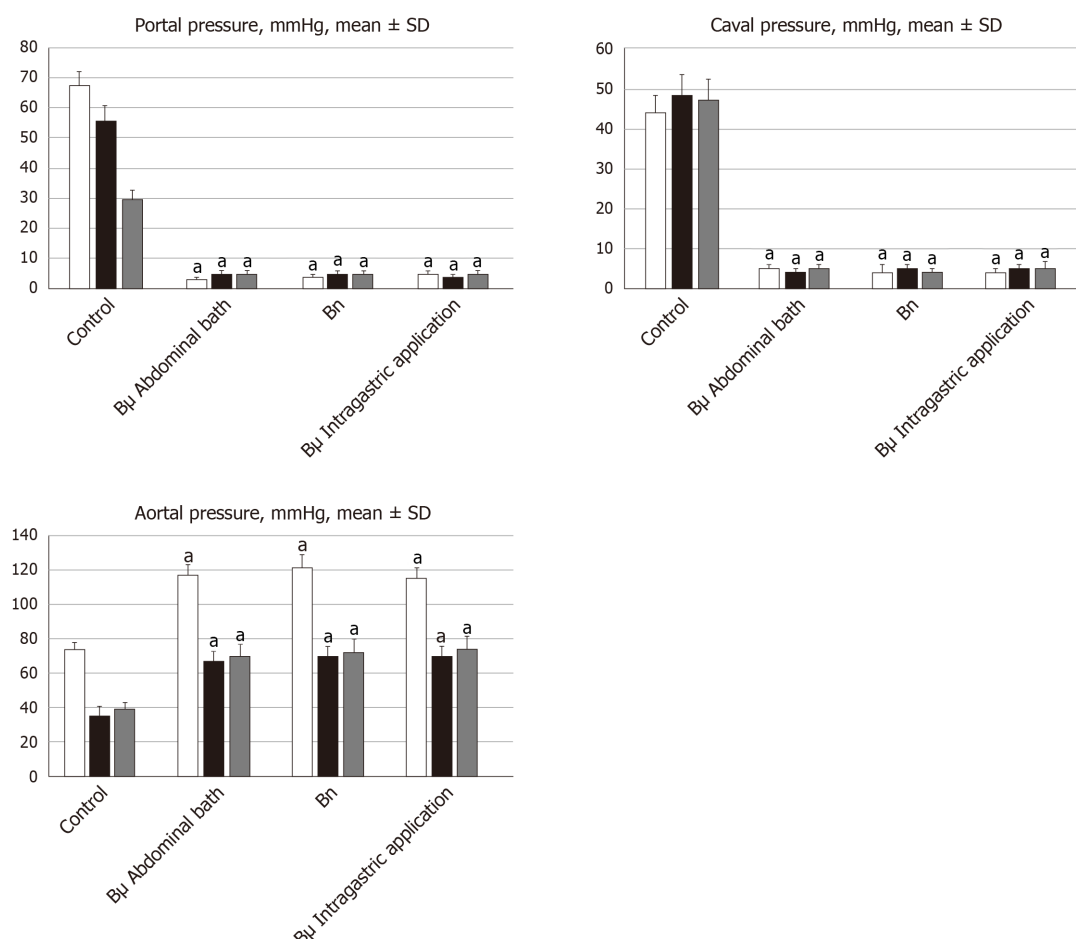 Portal pressure, mmHg, mean ± SD
80
70
60
50
40
30
20
10
0
a a a
a a a
a a a
Control
Bμ Abdominal bath
Bn
Bμ Intragastric application
Caval pressure, mmHg, mean ± SD
60
50
40
30
20
10
0
a a a
a a a
a a a
Control
Bμ Abdominal bath
Bn
Bμ Intragastric application
Aortal pressure, mmHg, mean ± SD
140
120
100
80
60
40
20
0
a a a
a a a
a a a
Control
Bμ Abdominal bath
Bn
Bμ Intragastric application